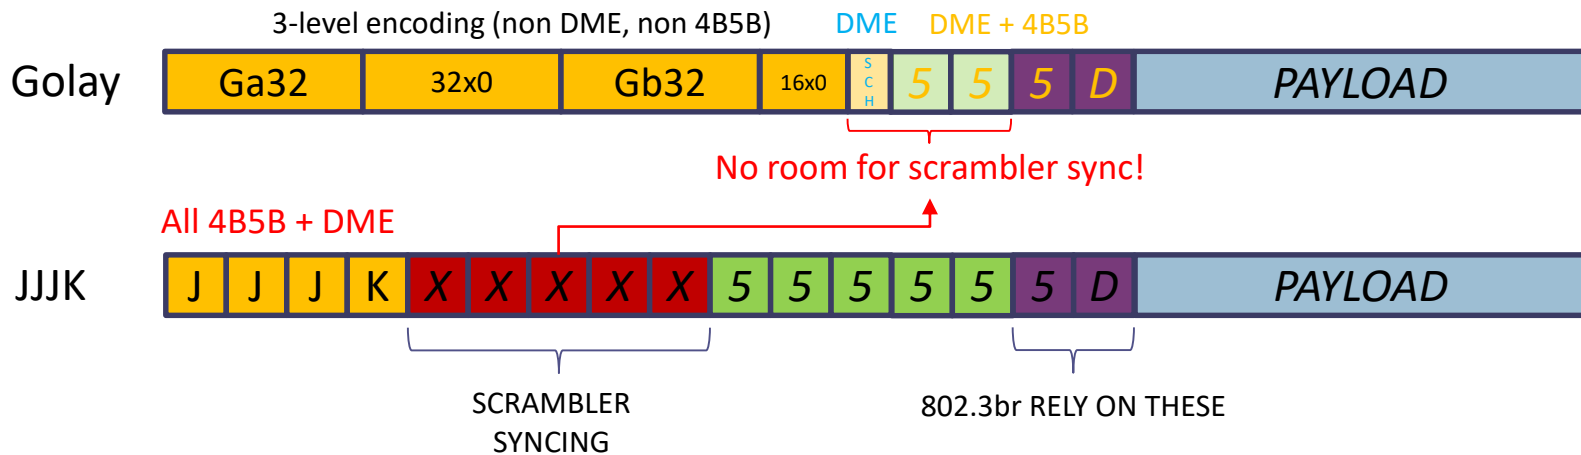 3-level encoding (non DME, non 4B5B) DME DME + 4B5B
Golay Ga32 32x0 Gb32 16x0 SCH 5 5 5 D PAYLOAD
No room for scrambler sync!
All 4B5B + DME
JJJK J J J K X X X X X 5 5 5 5 5 5 D PAYLOAD
SCRAMBLER
SYNCING
802.3br RELY ON THESE